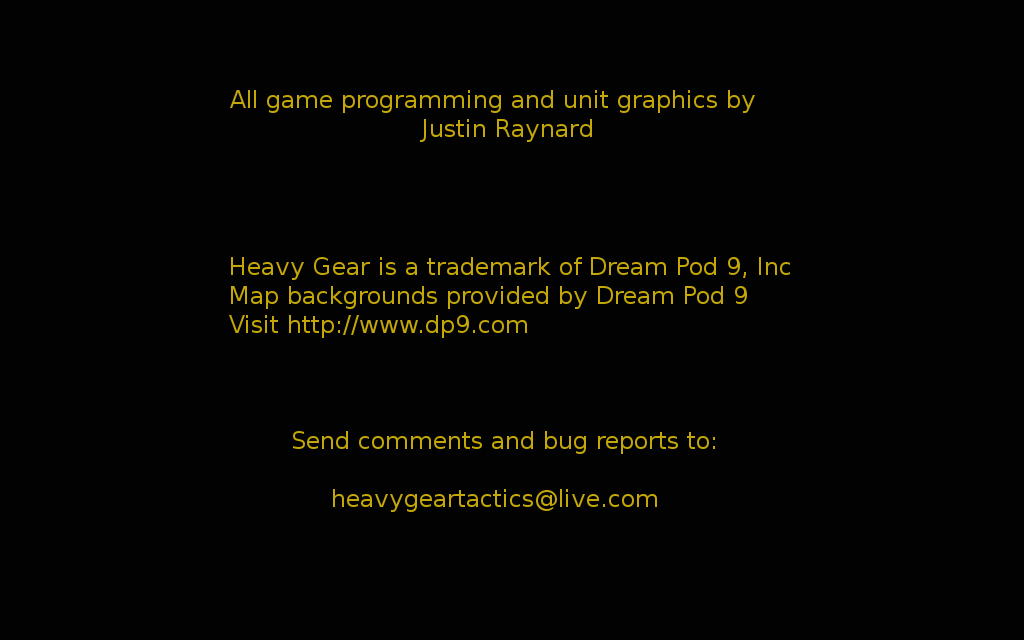 All game programming and unit graphics by
Justin Raynard
Heavy Gear is a trademark of Dream Pod 9, Inc
Map backgrounds provided by Dream Pod 9
Visit http://www.dp9.com
Send comments and bug reports to:
heavygeartactics@live.com